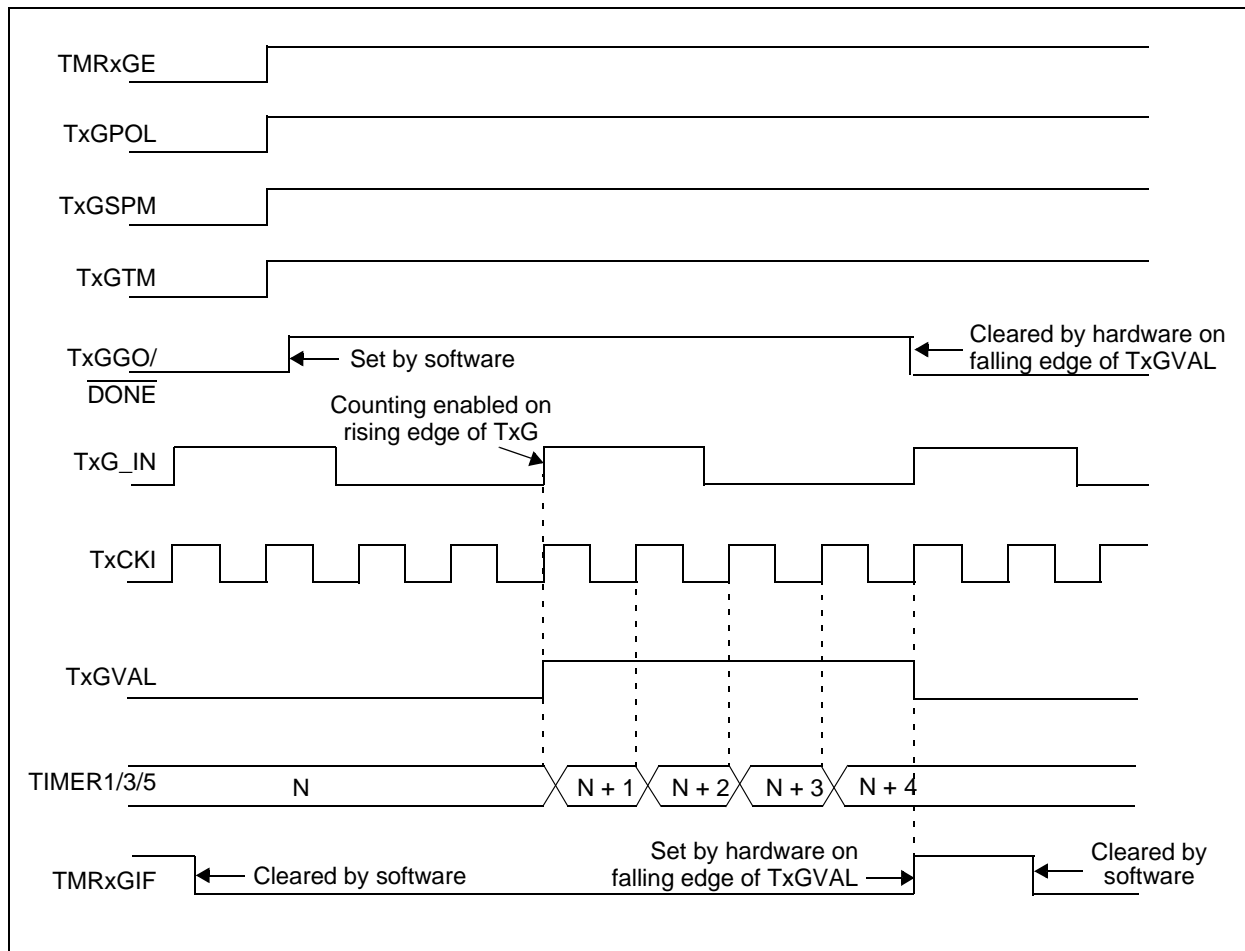 TMRxGE
TxGPOL
TxGSPM
TxGTM
TxGGO/
DONE
Set by software
Cleared by hardware on
falling edge of TxGVAL
Counting enabled on
rising edge of TxG
TxG_IN
TxCKI
TxGVAL
TIMER1/3/5
N
N + 1
N + 2
N + 3
N + 4
TMRxGIF
Cleared by software
Set by hardware on
falling edge of TxGVAL
Cleared by
software